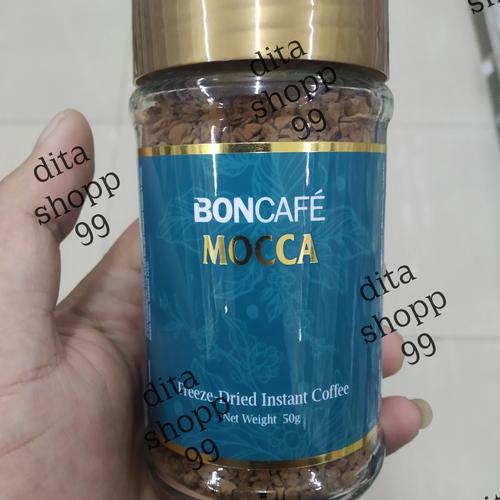 dita
shopp
99
dita
shopp
99
BONCAFÉ
MOCCA
dita
shopp
99
Freeze-Dried Instant Coffee
Net Weight 50g
dita
shopp
99